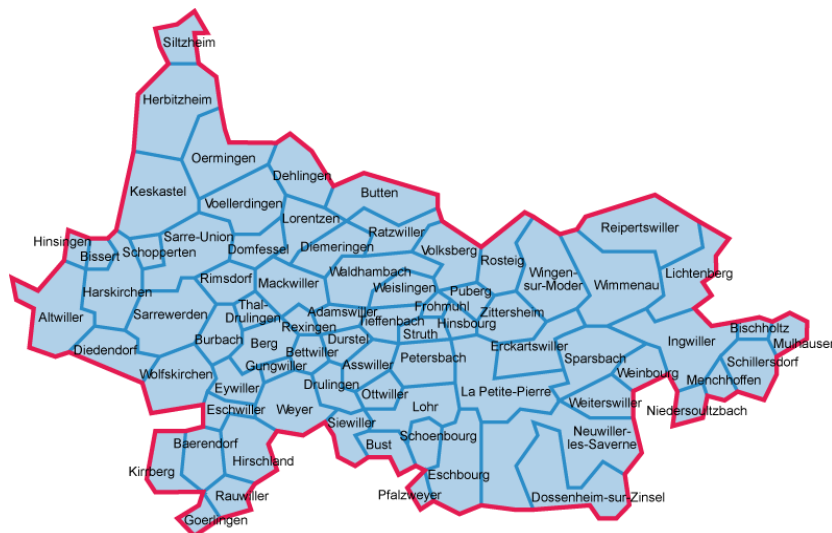 Siltzheim
Herbitzheim
Oermingen
Dehlingen
Keskastel
Butten
Voellerdingen
Lorentzen
Reipertswiller
Ratzwiller
Hinsingen
Sarre-Union
Bissert
Schopperten
Domfessel
Diemeringen
Volksberg
Rosteig
Lichtenberg
Rimsdorf
Mackwiller
Waldhambach
Wingen-
sur-Moder
Wimmenau
Harskirchen
Weislingen
Puberg
Altwiller
Sarrewerden
Thal-
Drulingen
Adamswiller
Frohmuhl
Zittersheim
Tieffenbach
Hinsbourg
Rexingen
Struth
Bischholtz
Mulhausen
Burbach
Berg
Durstel
Ingwiller
Diedendorf
Bettwiller
Petersbach
Erckartswiller
Sparsbach
Schillersdorf
Gungwiller
Asswiller
Wolfskirchen
Weinbourg
Menchhoffen
Eywiller
Drulingen
Ottwiller
La Petite-Pierre
Weiterswiller
Eschwiller
Weyer
Lohr
Niedersoultzbach
Siewiller
Schoenbourg
Neuwiller-
les-Saverne
Baerendorf
Bust
Hirschland
Kirrberg
Eschbourg
Rauwiller
Pfalzweyer
Dossenheim-sur-Zinsel
Goerlingen